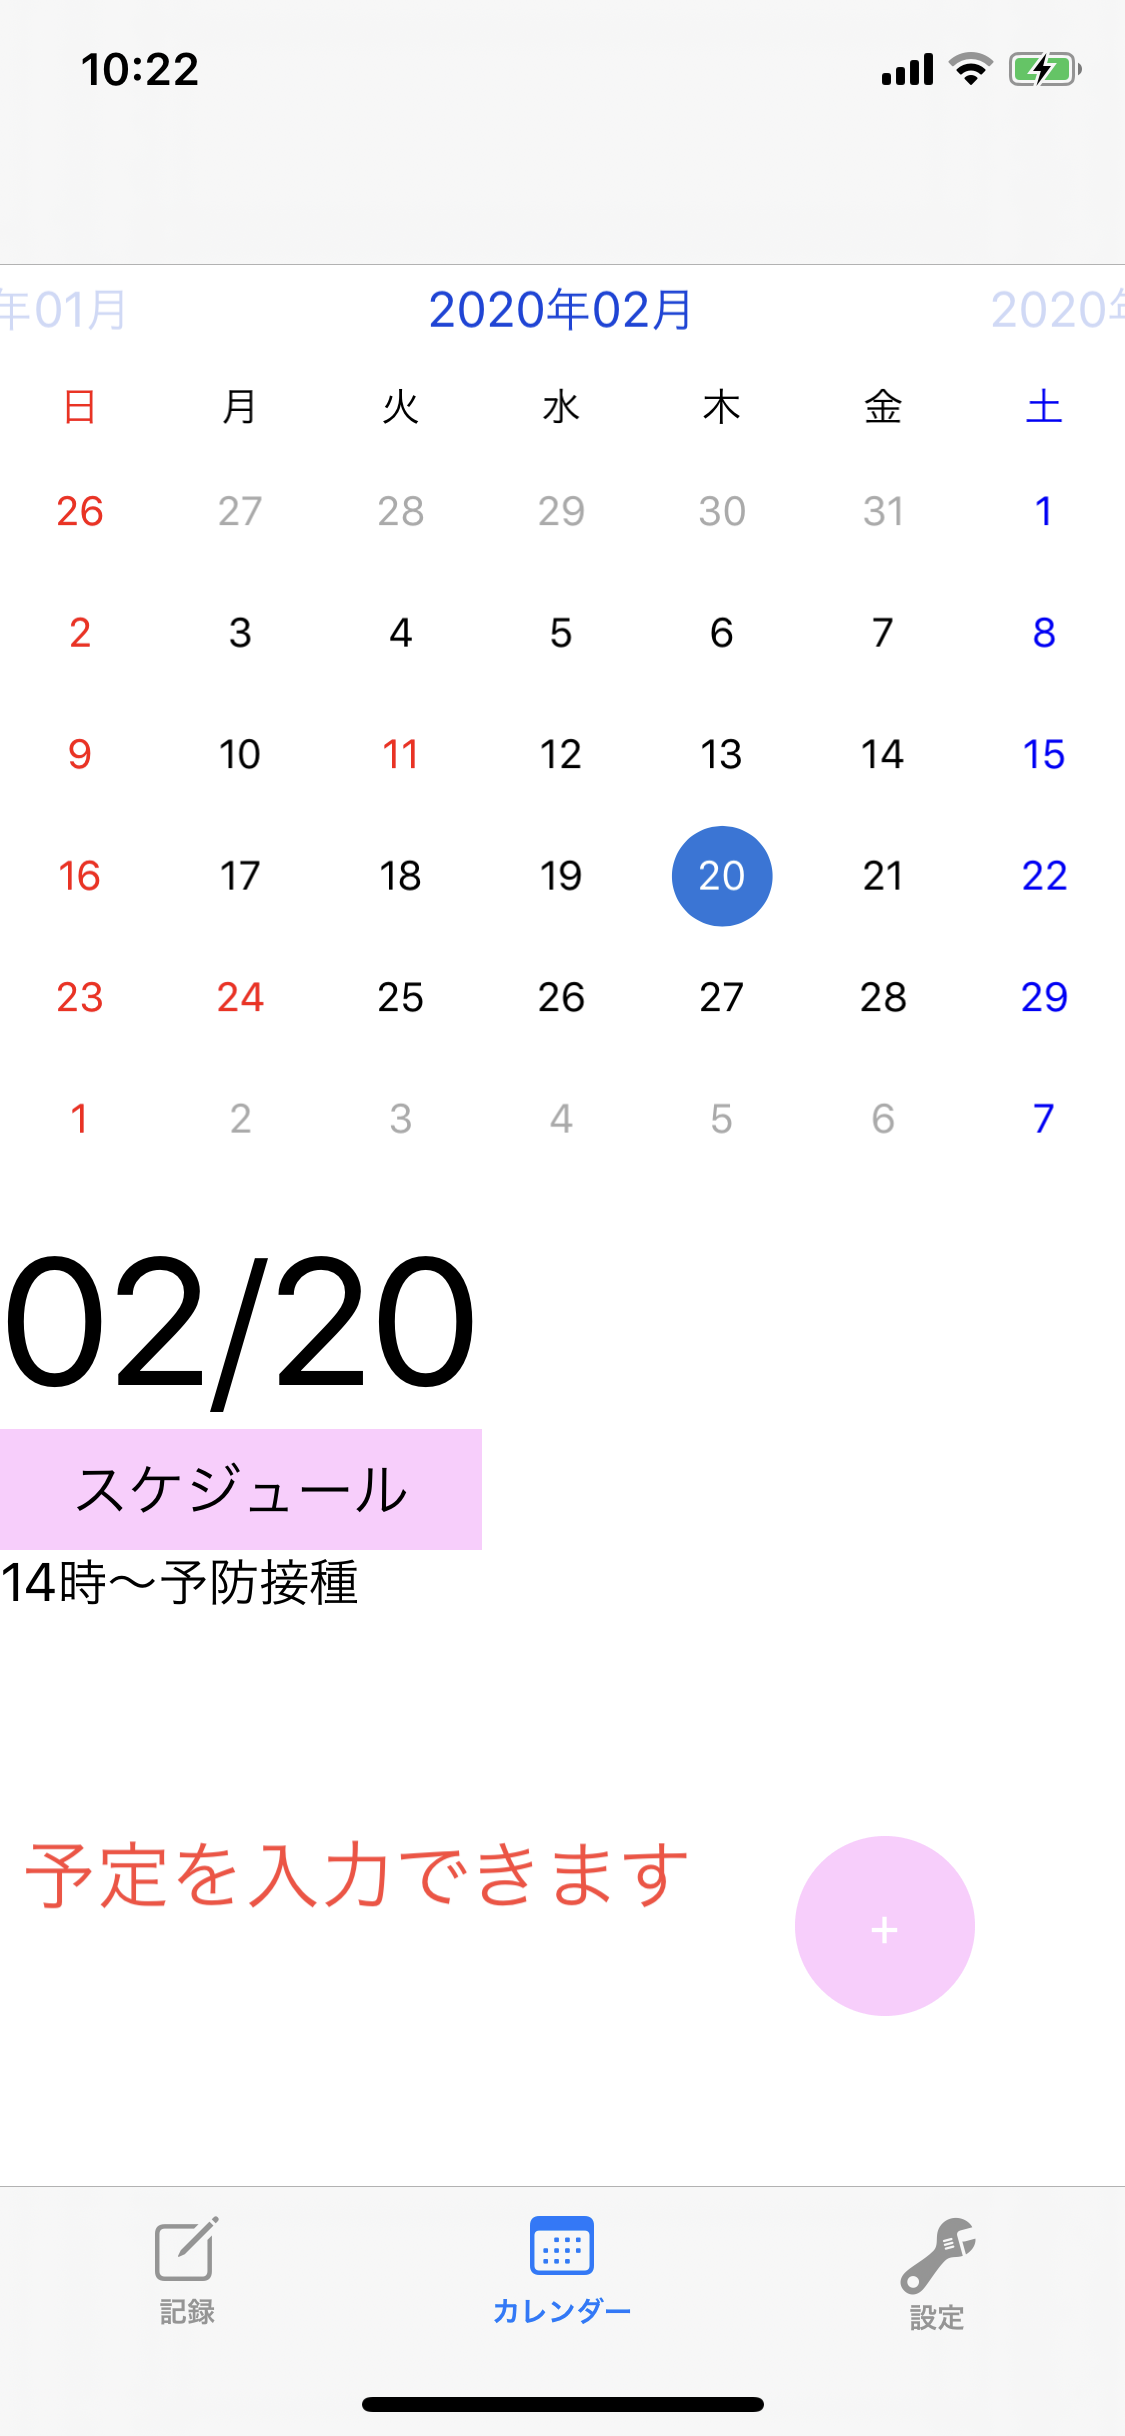 10:22
年01月 2020年02月 2020年
日 月 火 水 木 金 土
26 27 28 29 30 31 1
2 3 4 5 6 7 8
9 10 11 12 13 14 15
16 17 18 19 20 21 22
23 24 25 26 27 28 29
1 2 3 4 5 6 7
02/20
スケジュール
14時〜予防接種
予定を入力できます
+
記録 カレンダー 設定